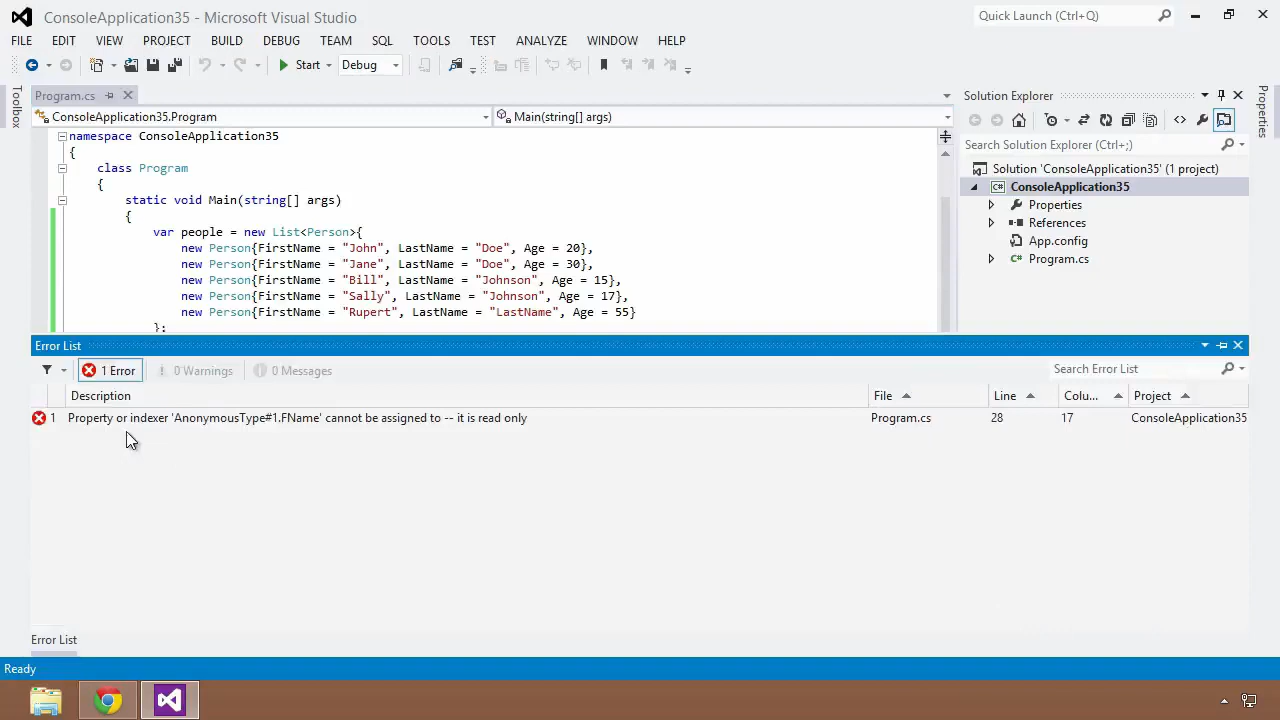 ConsoleApplication35 - Microsoft Visual Studio
Quick Launch (Ctrl+Q)
FILE EDIT VIEW PROJECT BUILD DEBUG TEAM SQL TOOLS TEST ANALYZE WINDOW HELP
Start Debug
Toolbox
Program.cs
ConsoleApplication35.Program
Main(string[] args)
namespace ConsoleApplication35
{
class Program
{
static void Main(string[] args)
{
var people = new List<Person>{
new Person{FirstName = "John", LastName = "Doe", Age = 20},
new Person{FirstName = "Jane", LastName = "Doe", Age = 30},
new Person{FirstName = "Bill", LastName = "Johnson", Age = 15},
new Person{FirstName = "Sally", LastName = "Johnson", Age = 17},
new Person{FirstName = "Rupert", LastName = "LastName", Age = 55}
};
Solution Explorer
Search Solution Explorer (Ctrl+;)
Solution 'ConsoleApplication35' (1 project)
C# ConsoleApplication35
Properties
References
App.config
C# Program.cs
Properties
Error List
1 Error 0 Warnings 0 Messages
Search Error List
Description File Line Colu... Project
1 Property or indexer 'AnonymousType#1.FName' cannot be assigned to -- it is read only Program.cs 28 17 ConsoleApplication35
Error List
Ready